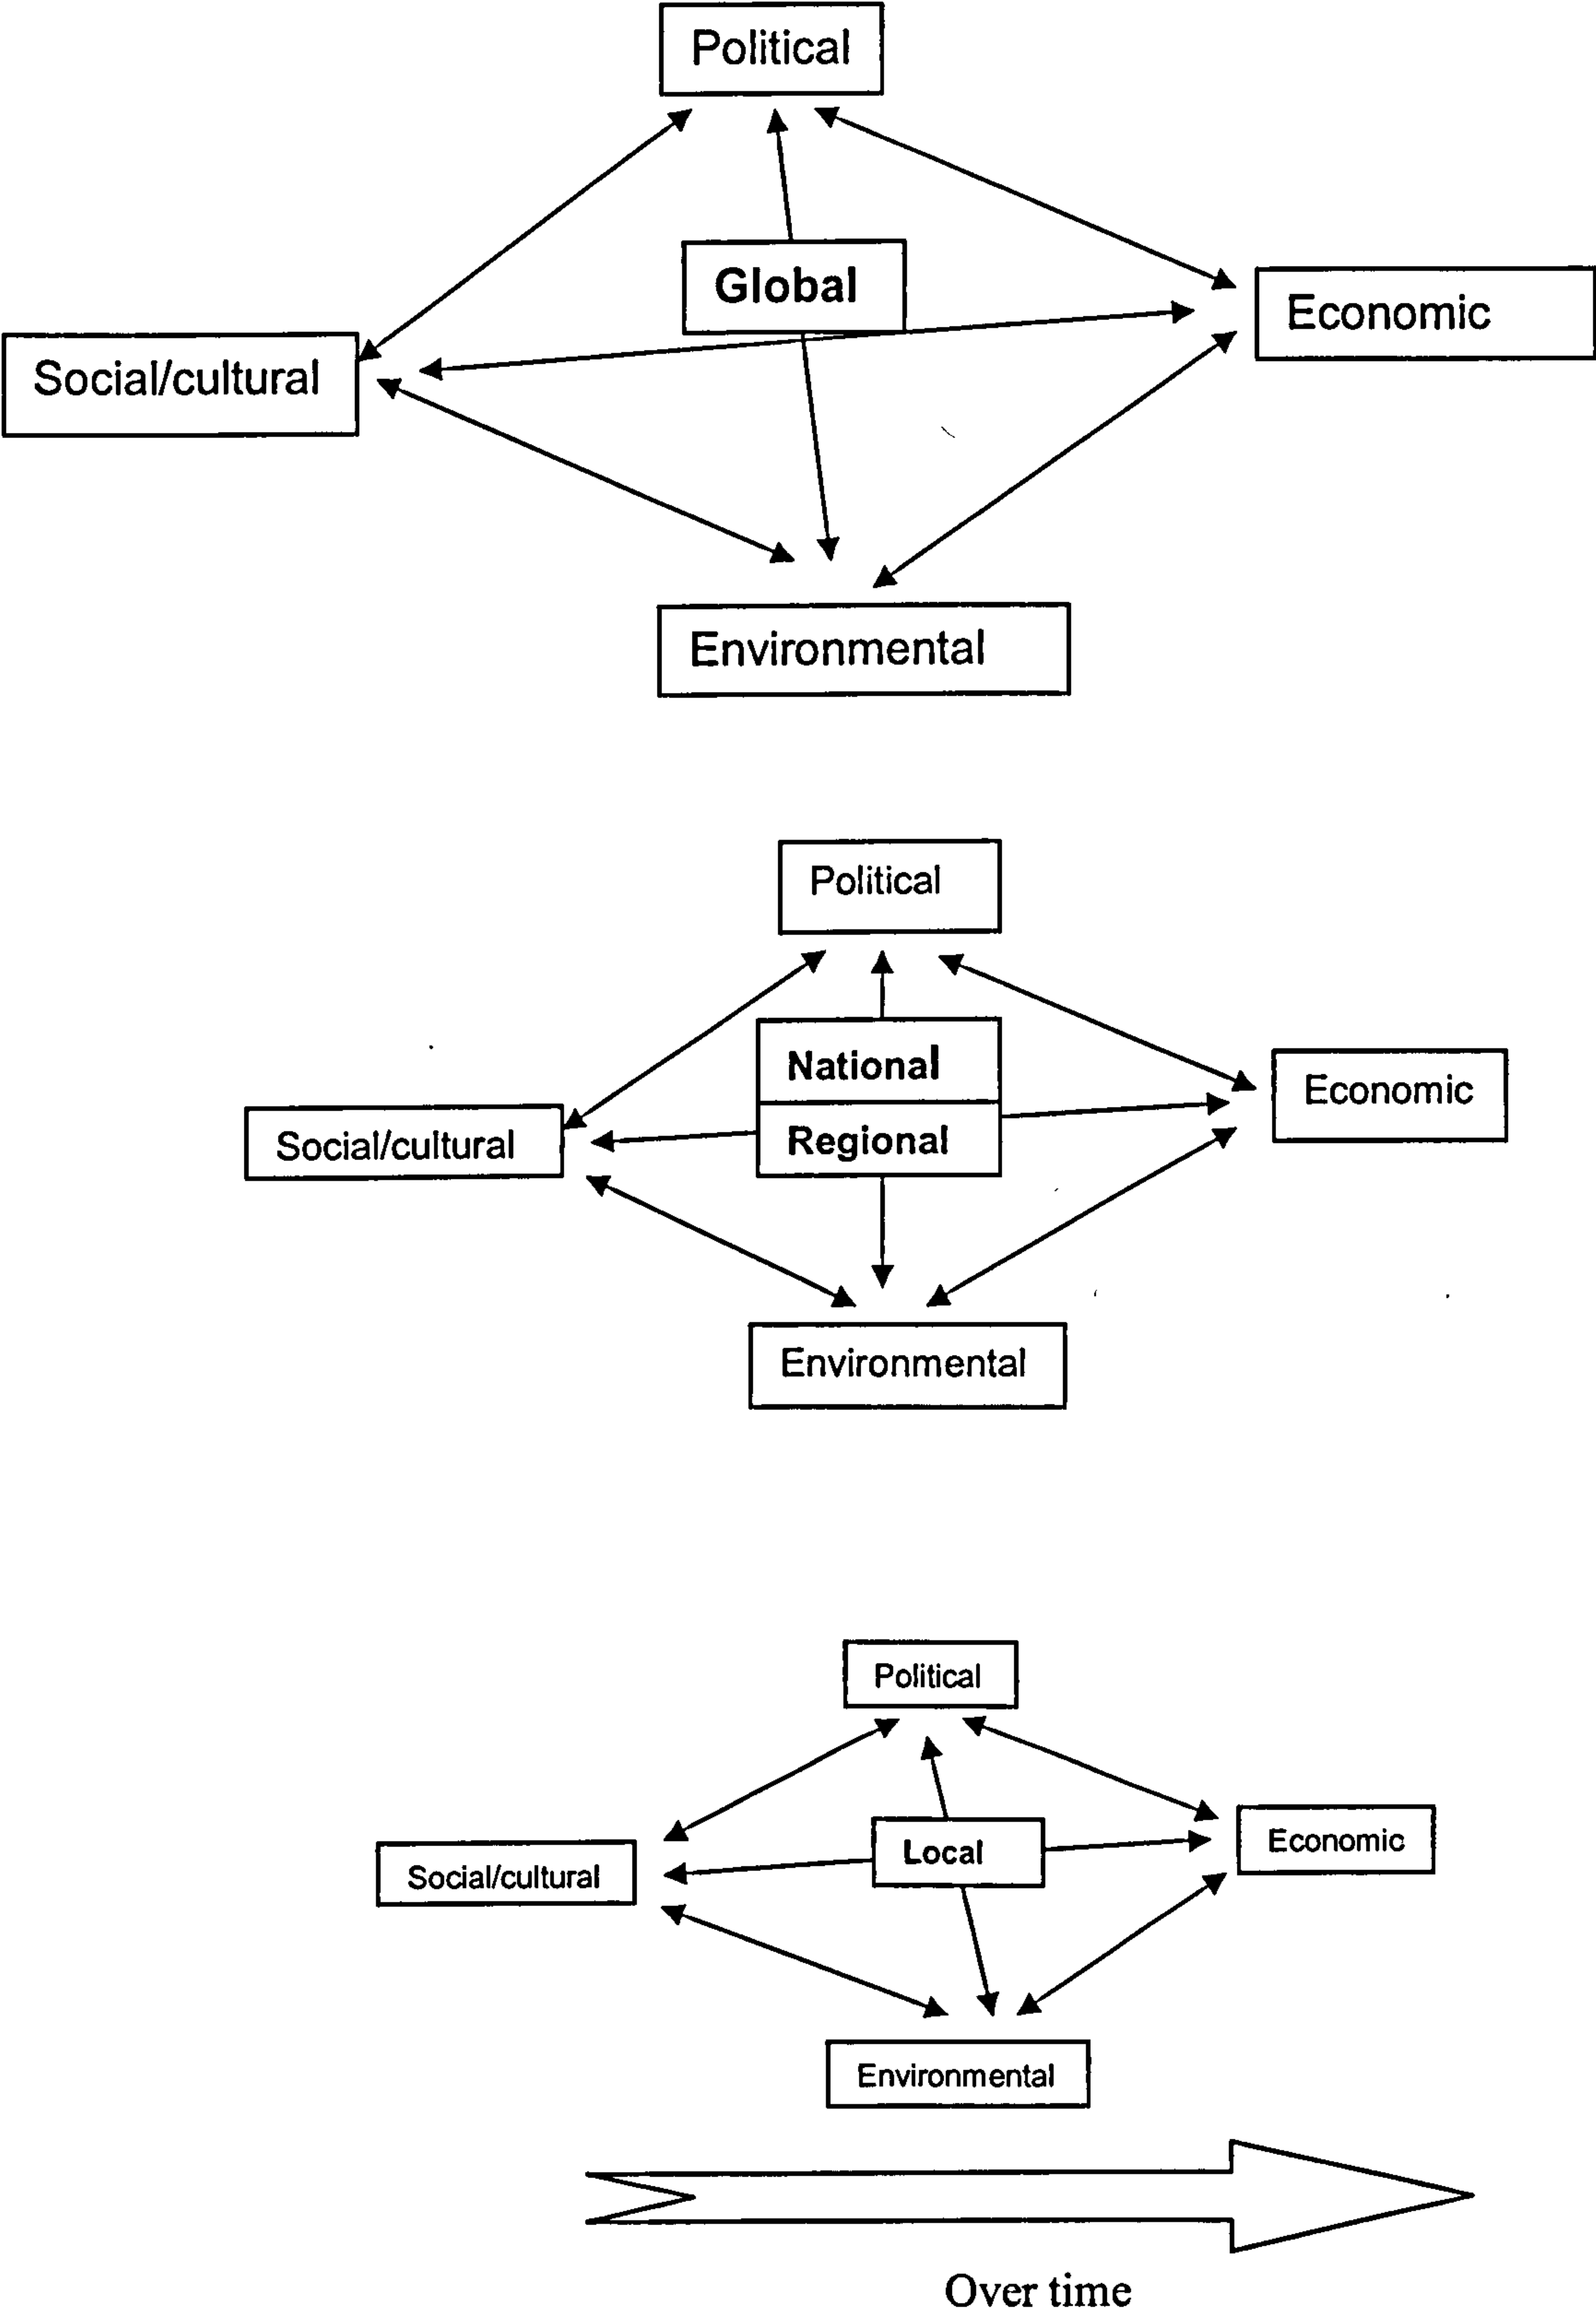 Political
Global
Economic
Social/cultural
Environmental
Political
National
Economic
Regional
Social/cultural
Environmental
Political
Local
Economic
Social/cultural
Environmental
Over time